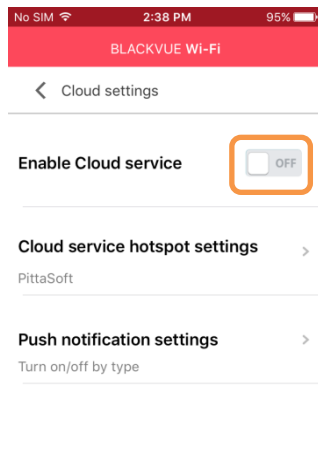 No SIM 2:38 PM 95%
BLACKVUE Wi-Fi
Cloud settings
Enable Cloud service OFF
Cloud service hotspot settings
PittaSoft
Push notification settings
Turn on/off by type